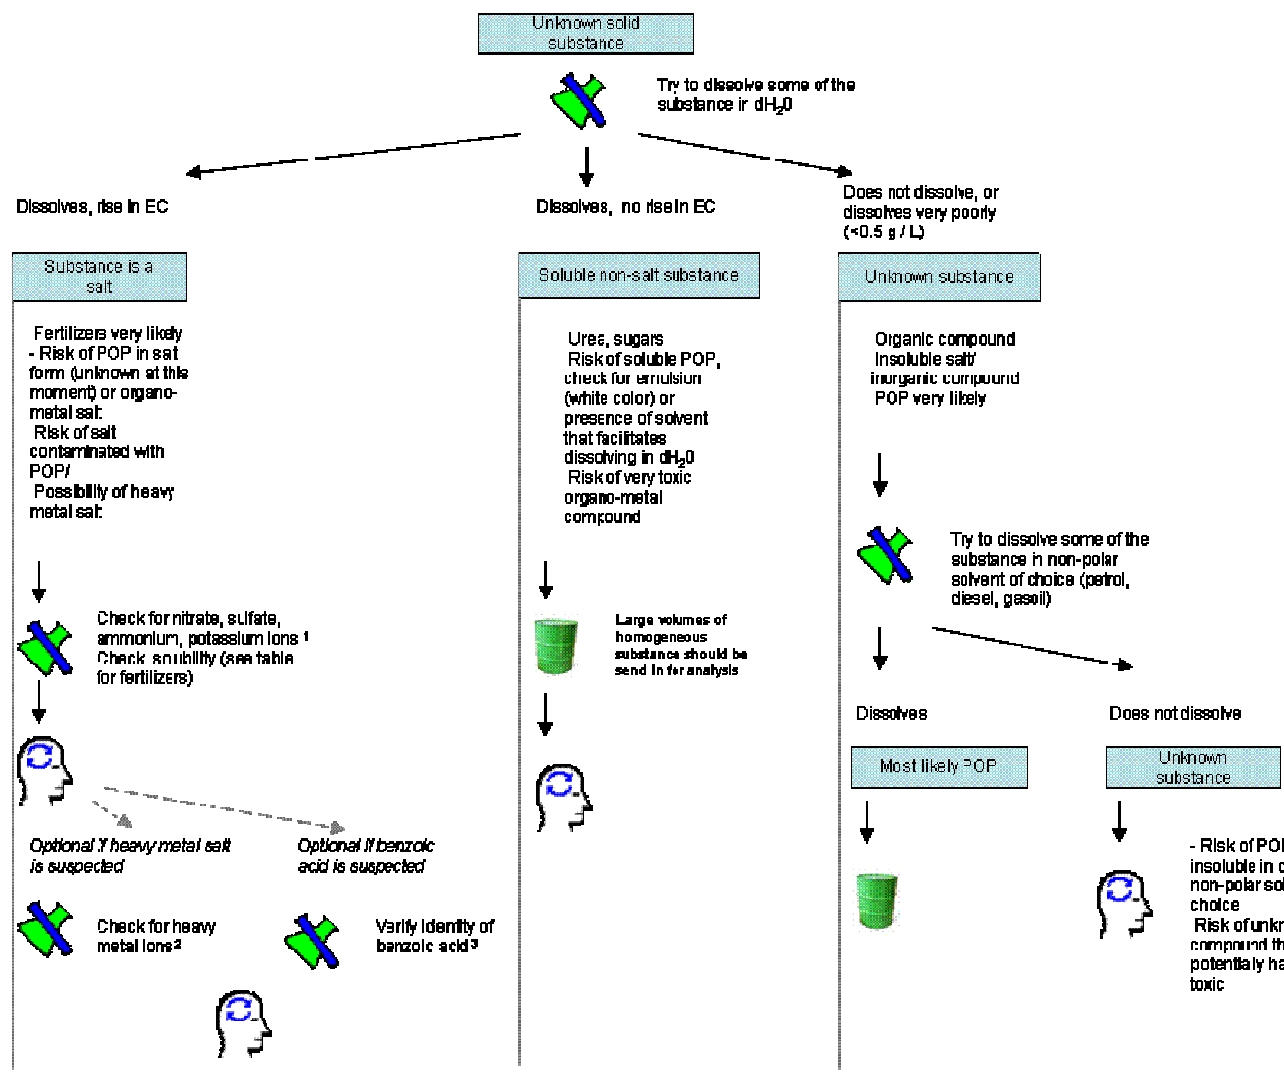 Unknown solid
substance
Try to dissolve some of the
substance in dH₂0
Dissolves, rise in EC
Dissolves, no rise in EC
Does not dissolve, or
dissolves very poorly
(<0.5 g / L)
Substance is a
salt
Soluble non-salt substance
Unknown substance
Fertilizers very likely
- Risk of POP in salt
form (unknown at this
moment) or organo-
metal salt
Risk of salt
contaminated with
POP/
Possibility of heavy
metal salt
Urea, sugars
Risk of soluble POP,
check for emulsion
(white color) or
presence of solvent
that facilitates
dissolving in dH₂0
Risk of very toxic
organo-metal
compound
Organic compound
Insoluble salt/
inorganic compound
POP very likely
Try to dissolve some of the
substance in non-polar
solvent of choice (petrol,
diesel, gasoil)
Check for nitrate, sulfate,
ammonium, potassium ions ¹
Check solubility (see table
for fertilizers)
Large volumes of
homogeneous
substance should be
send in for analysis
Dissolves
Does not dissolve
Most likely POP
Unknown
substance
Optional if heavy metal salt
is suspected
Optional if benzoic
acid is suspected
Check for heavy
metal ions ²
Verify identity of
benzoic acid ³
- Risk of POP
insoluble in
non-polar
choice
Risk of
compound
potentialy
toxic